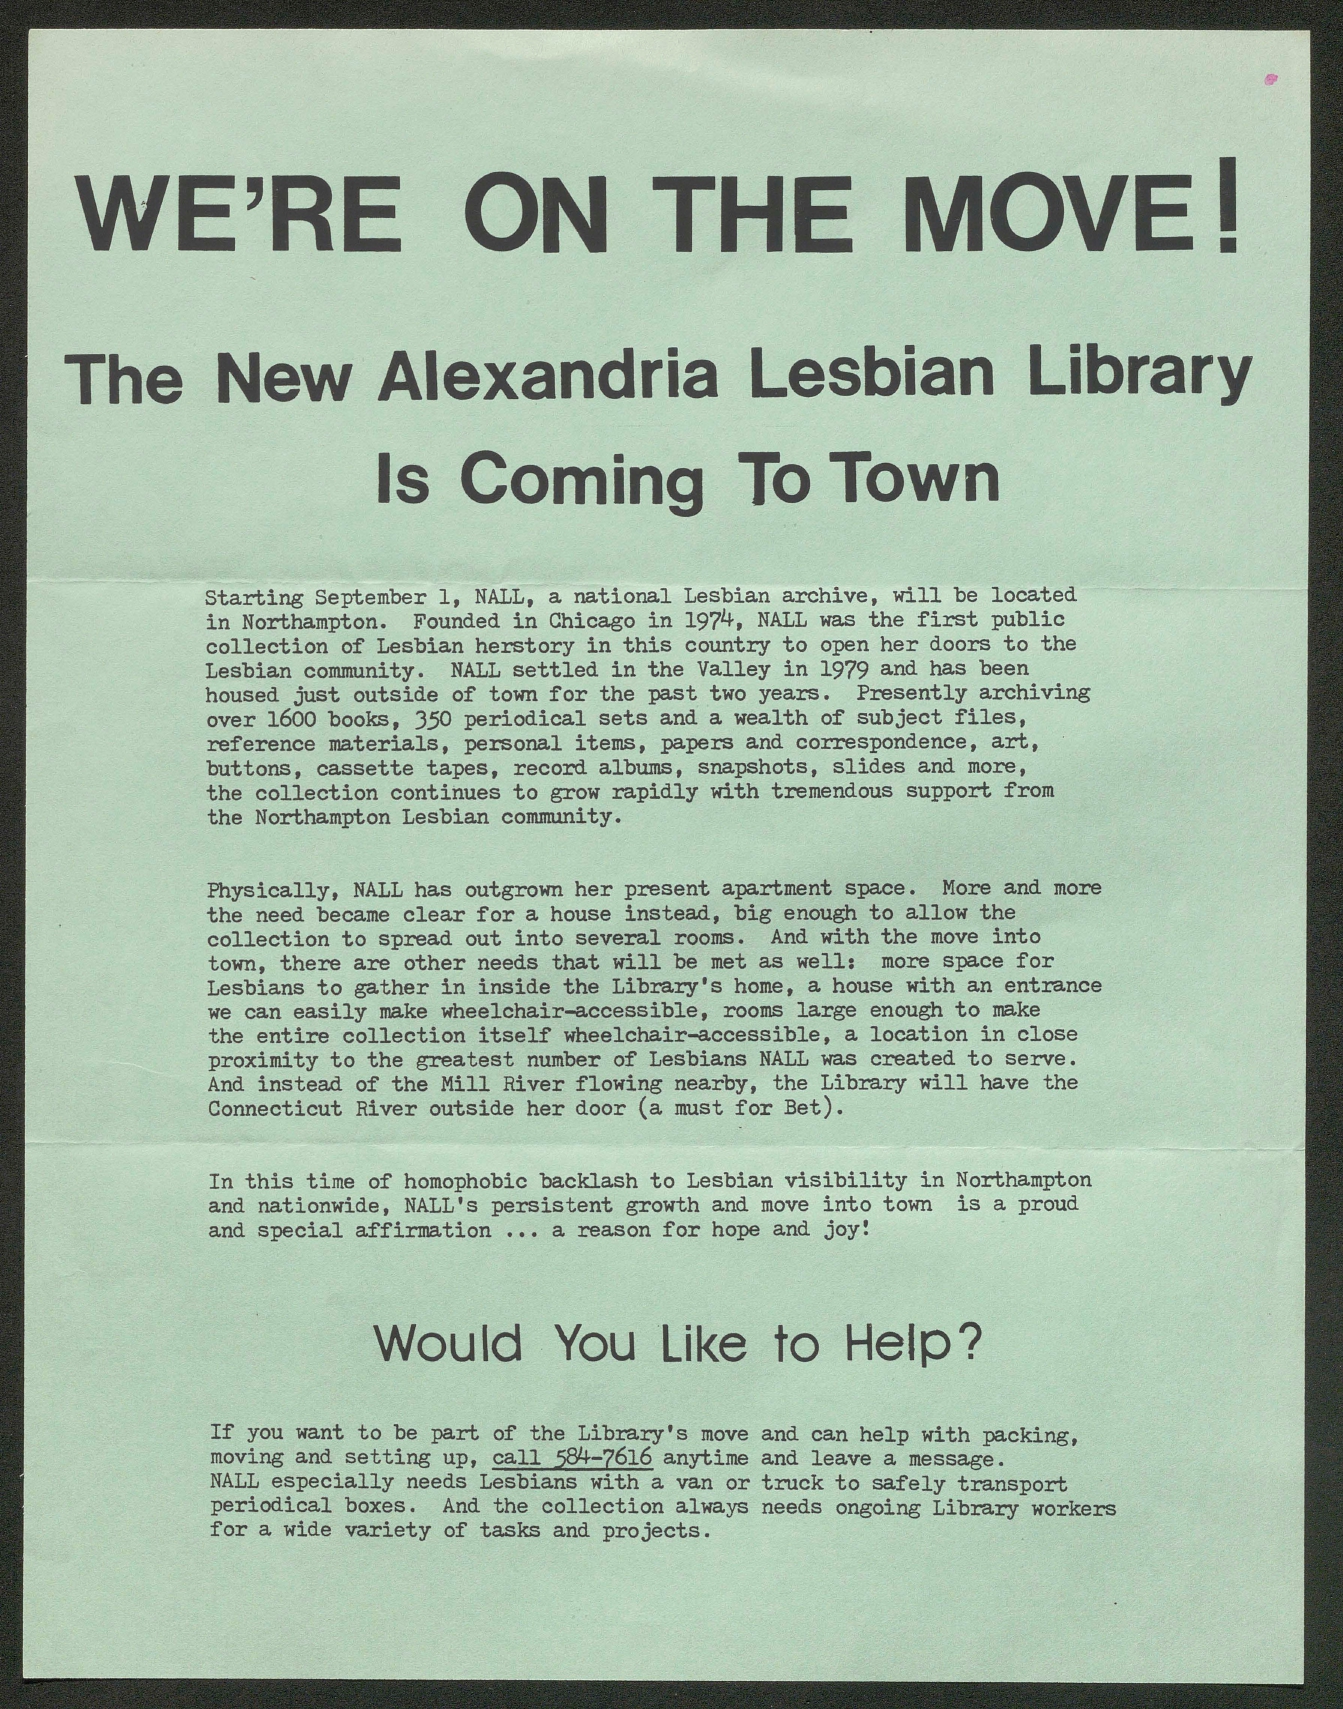 WE'RE ON THE MOVE!
The New Alexandria Lesbian Library
Is Coming To Town
Starting September 1, NALL, a national Lesbian archive, will be located
in Northampton.  Founded in Chicago in 1974, NALL was the first public
collection of Lesbian herstory in this country to open her doors to the
Lesbian community.  NALL settled in the Valley in 1979 and has been
housed just outside of town for the past two years.  Presently archiving
over 1600 books, 350 periodical sets and a wealth of subject files,
reference materials, personal items, papers and correspondence, art,
buttons, cassette tapes, record albums, snapshots, slides and more,
the collection continues to grow rapidly with tremendous support from
the Northampton Lesbian community.
Physically, NALL has outgrown her present apartment space.  More and more
the need became clear for a house instead, big enough to allow the
collection to spread out into several rooms.  And with the move into
town, there are other needs that will be met as well:  more space for
Lesbians to gather in inside the Library's home, a house with an entrance
we can easily make wheelchair-accessible, rooms large enough to make
the entire collection itself wheelchair-accessible, a location in close
proximity to the greatest number of Lesbians NALL was created to serve.
And instead of the Mill River flowing nearby, the Library will have the
Connecticut River outside her door (a must for Bet).
In this time of homophobic backlash to Lesbian visibility in Northampton
and nationwide, NALL's persistent growth and move into town  is a proud
and special affirmation ... a reason for hope and joy!
Would You Like to Help?
If you want to be part of the Library's move and can help with packing,
moving and setting up, call 584-7616 anytime and leave a message.
NALL especially needs Lesbians with a van or truck to safely transport
periodical boxes.  And the collection always needs ongoing Library workers
for a wide variety of tasks and projects.